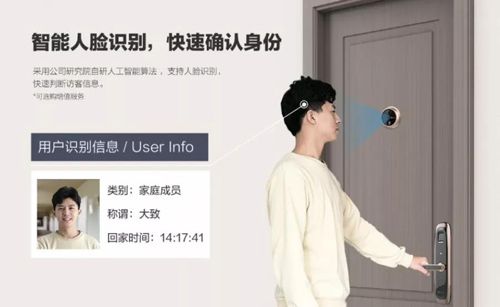 智能人脸识别，快速确认身份
采用公司研究院自研人工智能算法，支持人脸识别，
快速判断访客信息。
*可选购增值服务
用户识别信息 / User Info
类别：家庭成员
称谓：大致
回家时间：14:17:41